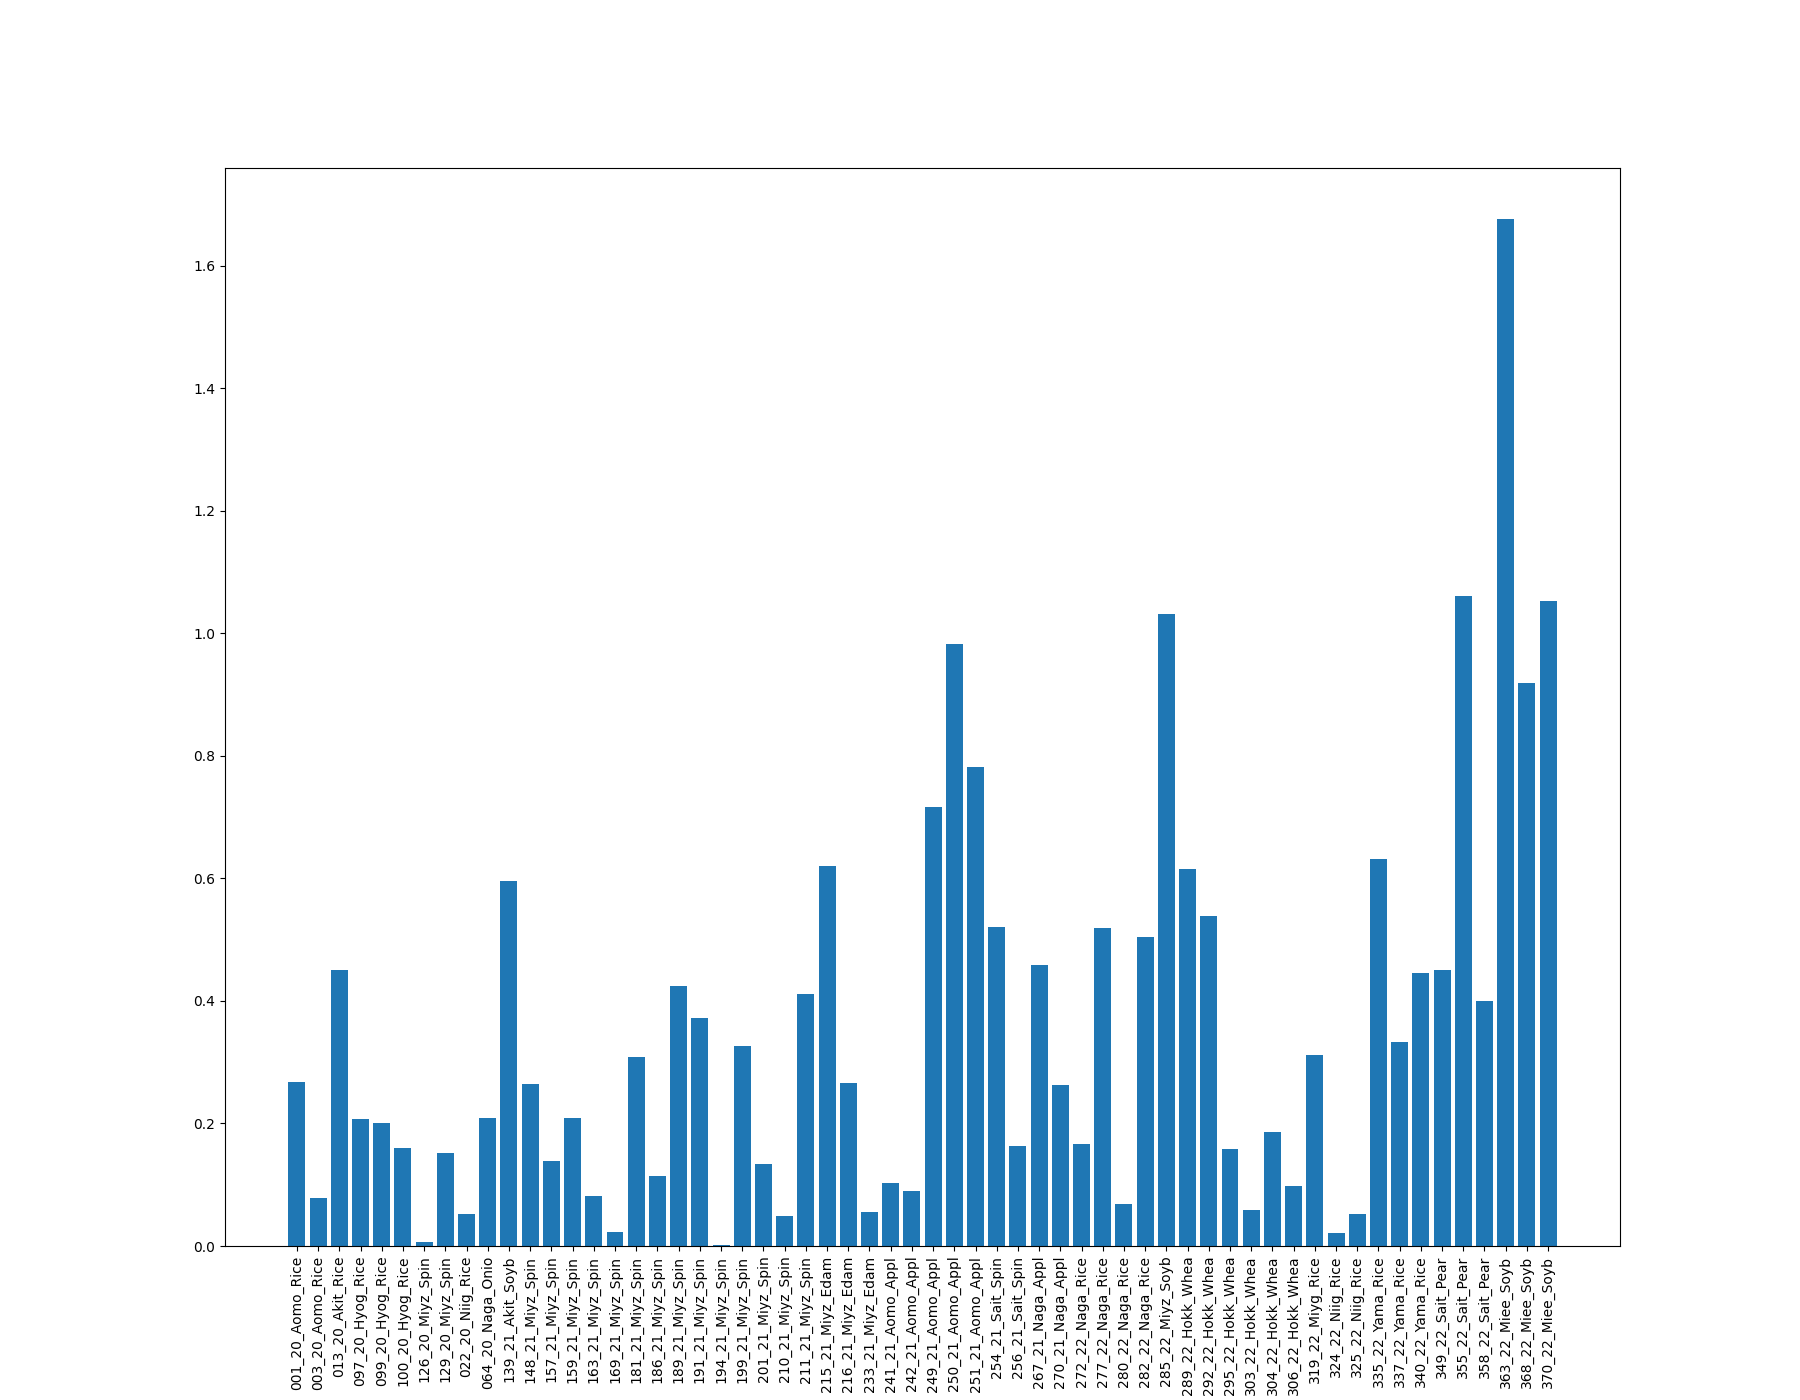 1.6
1.4
1.2
1.0
0.8
0.6
0.4
0.2
0.0
001_20_Aomo_Rice
003_20_Aomo_Rice
013_20_Akit_Rice
097_20_Hyog_Rice
099_20_Hyog_Rice
100_20_Hyog_Rice
126_20_Miyz_Spin
129_20_Miyz_Spin
022_20_Niig_Rice
064_20_Naga_Onio
139_21_Akit_Soyb
148_21_Miyz_Spin
157_21_Miyz_Spin
159_21_Miyz_Spin
163_21_Miyz_Spin
169_21_Miyz_Spin
181_21_Miyz_Spin
186_21_Miyz_Spin
189_21_Miyz_Spin
191_21_Miyz_Spin
194_21_Miyz_Spin
199_21_Miyz_Spin
201_21_Miyz_Spin
210_21_Miyz_Spin
211_21_Miyz_Spin
215_21_Miyz_Edam
216_21_Miyz_Edam
233_21_Miyz_Edam
241_21_Aomo_Appl
242_21_Aomo_Appl
249_21_Aomo_Appl
250_21_Aomo_Appl
251_21_Aomo_Appl
254_21_Sait_Spin
256_21_Sait_Spin
267_21_Naga_Appl
270_21_Naga_Appl
272_22_Naga_Rice
277_22_Naga_Rice
280_22_Naga_Rice
282_22_Naga_Rice
285_22_Miyz_Soyb
289_22_Hokk_Whea
292_22_Hokk_Whea
295_22_Hokk_Whea
303_22_Hokk_Whea
304_22_Hokk_Whea
306_22_Hokk_Whea
319_22_Miyg_Rice
324_22_Niig_Rice
325_22_Niig_Rice
335_22_Yama_Rice
337_22_Yama_Rice
340_22_Yama_Rice
349_22_Sait_Pear
355_22_Sait_Pear
358_22_Sait_Pear
363_22_Miee_Soyb
368_22_Miee_Soyb
370_22_Miee_Soyb